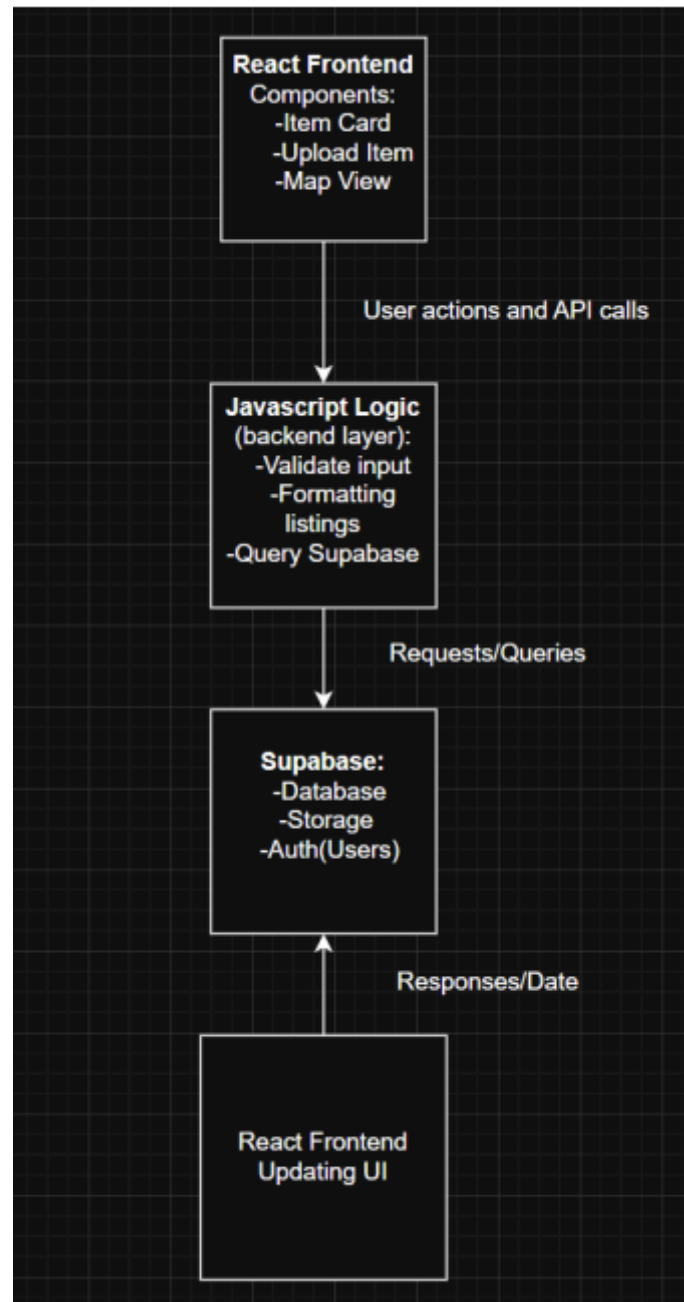 React Frontend
Components:
-Item Card
-Upload Item
-Map View
User actions and API calls
Javascript Logic
(backend layer):
-Validate input
-Formatting
listings
-Query Supabase
Requests/Queries
Supabase:
-Database
-Storage
-Auth(Users)
Responses/Date
React Frontend
Updating UI